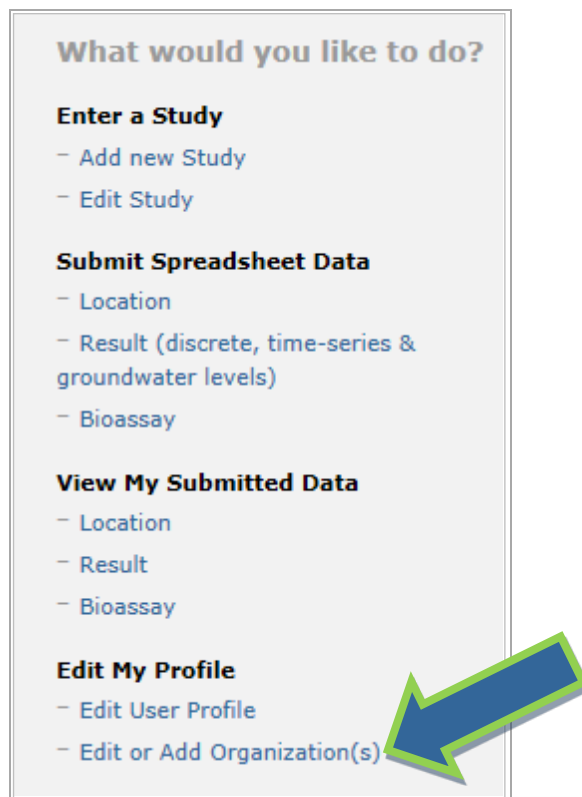 What would you like to do?
Enter a Study
– Add new Study
– Edit Study
Submit Spreadsheet Data
– Location
– Result (discrete, time-series &
groundwater levels)
– Bioassay
View My Submitted Data
– Location
– Result
– Bioassay
Edit My Profile
– Edit User Profile
– Edit or Add Organization(s)